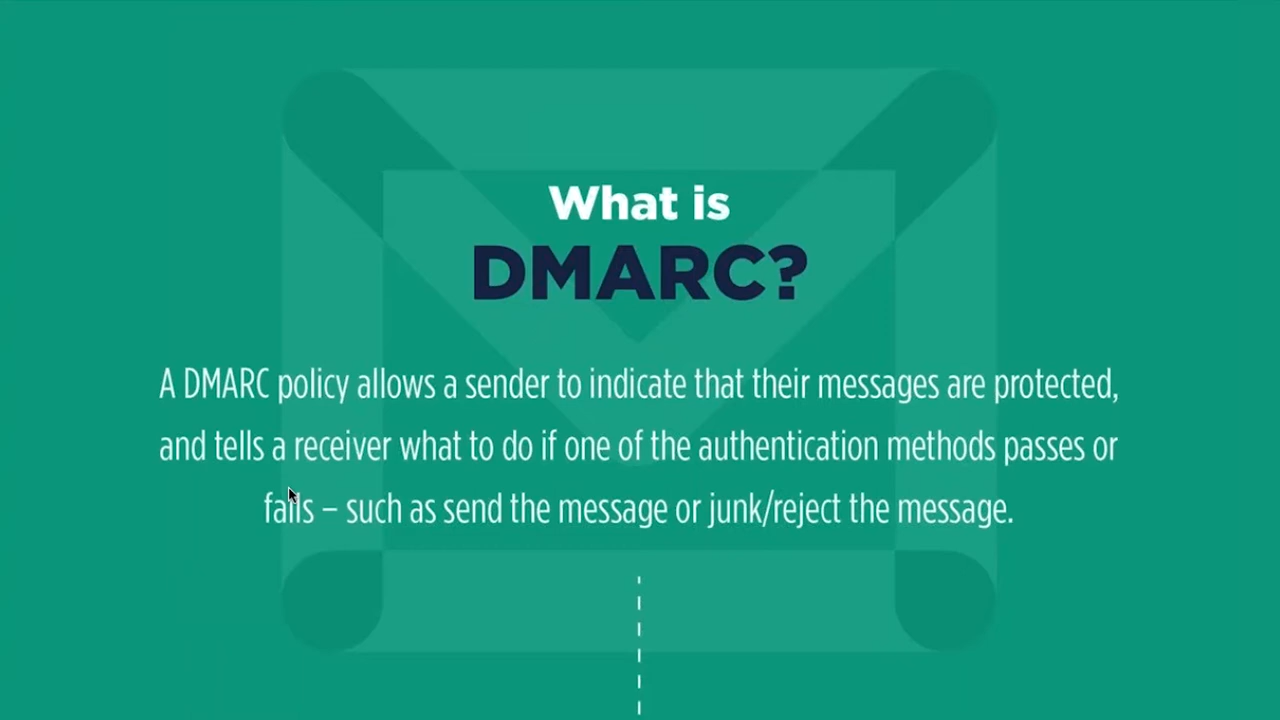 What is
DMARC?
A DMARC policy allows a sender to indicate that their messages are protected,
and tells a receiver what to do if one of the authentication methods passes or
fails – such as send the message or junk/reject the message.